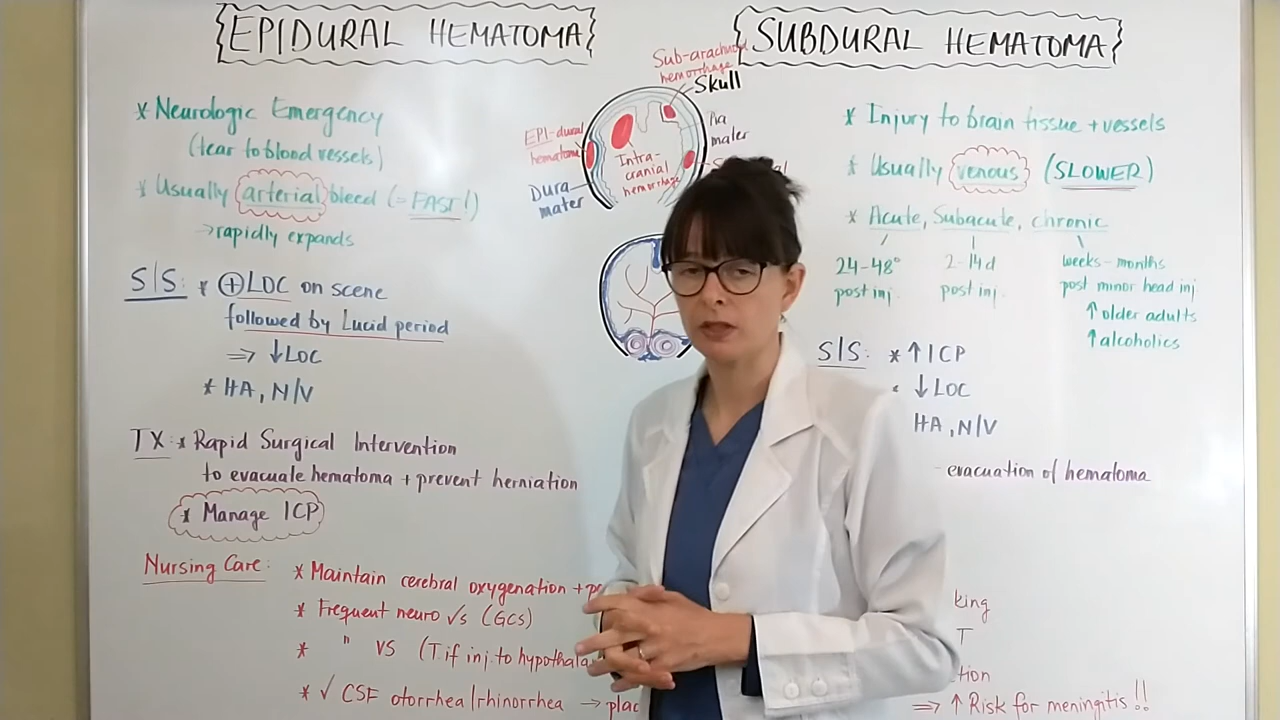 EPIDURAL HEMATOMA
* Neurologic Emergency
(tear to blood vessels)
* Usually arterial bleed (= FAST!)
→ rapidly expands
S/S: * ⊕LOC on scene
followed by Lucid period
⇒ ↓LOC
* HA, N/V
TX: * Rapid Surgical Intervention
to evacuate hematoma + prevent herniation
* Manage ICP
Nursing Care: * Maintain cerebral oxygenation +
* Frequent neuro √s (GCS)
* " VS (T if inj. to
* √ CSF otorrhea/rhinorrhea →
Sub-arachnoid
hemorrhage
Skull
Pia
mater
EPI-dural
hematoma
Intra-
cranial
hemorrhage
Dura
mater
SUBDURAL HEMATOMA
* Injury to brain tissue + vessels
* Usually venous (SLOWER)
* Acute, Subacute, chronic
24-48°
post inj.
2-14d
post inj.
weeks-months
post minor head inj
↑ older adults
↑ alcoholics
S/S: * ↑ ICP
↓ LOC
HA, N/V
- evacuation of hematoma
⇒ ↑ Risk for meningitis!!